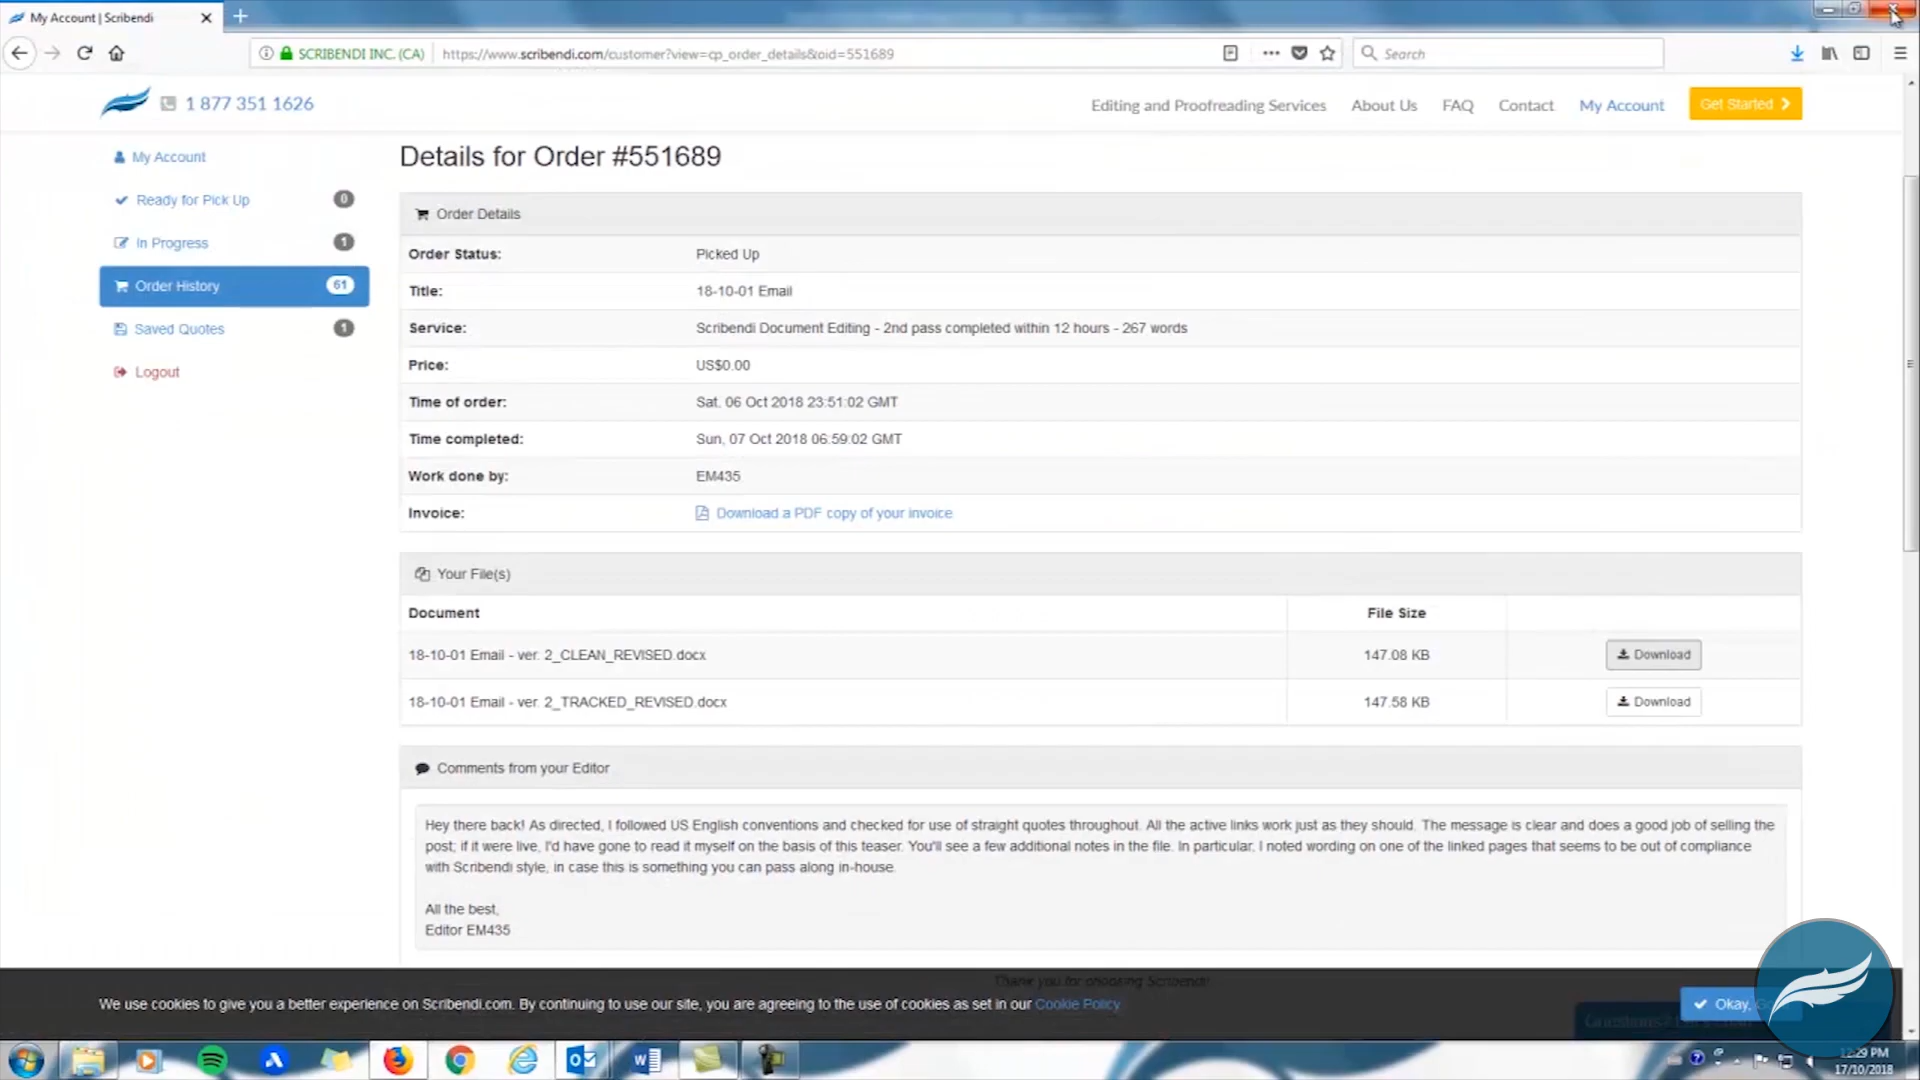 My Account | Scribendi
SCRIBENDI INC. (CA) https://www.scribendi.com/customer?view=cp_order_details&oid=551689 Search
1 877 351 1626 Editing and Proofreading Services About Us FAQ Contact My Account Get Started
My Account
Ready for Pick Up 0
In Progress 1
Order History 61
Saved Quotes 1
Logout
Details for Order #551689
Order Details
Order Status: Picked Up
Title: 18-10-01 Email
Service: Scribendi Document Editing - 2nd pass completed within 12 hours - 267 words
Price: US$0.00
Time of order: Sat, 06 Oct 2018 23:51:02 GMT
Time completed: Sun, 07 Oct 2018 06:59:02 GMT
Work done by: EM435
Invoice: Download a PDF copy of your invoice
Your File(s)
Document File Size
18-10-01 Email - ver. 2_CLEAN_REVISED.docx 147.08 KB Download
18-10-01 Email - ver. 2_TRACKED_REVISED.docx 147.58 KB Download
Comments from your Editor
Hey there back! As directed, I followed US English conventions and checked for use of straight quotes throughout. All the active links work just as they should. The message is clear and does a good job of selling the
post; if it were live, I'd have gone to read it myself on the basis of this teaser. You'll see a few additional notes in the file. In particular, I noted wording on one of the linked pages that seems to be out of compliance
with Scribendi style, in case this is something you can pass along in-house.
All the best,
Editor EM435
Thank you for choosing Scribendi!
We use cookies to give you a better experience on Scribendi.com. By continuing to use our site, you are agreeing to the use of cookies as set in our Cookie Policy
Okay,
12:29 PM
17/10/2018